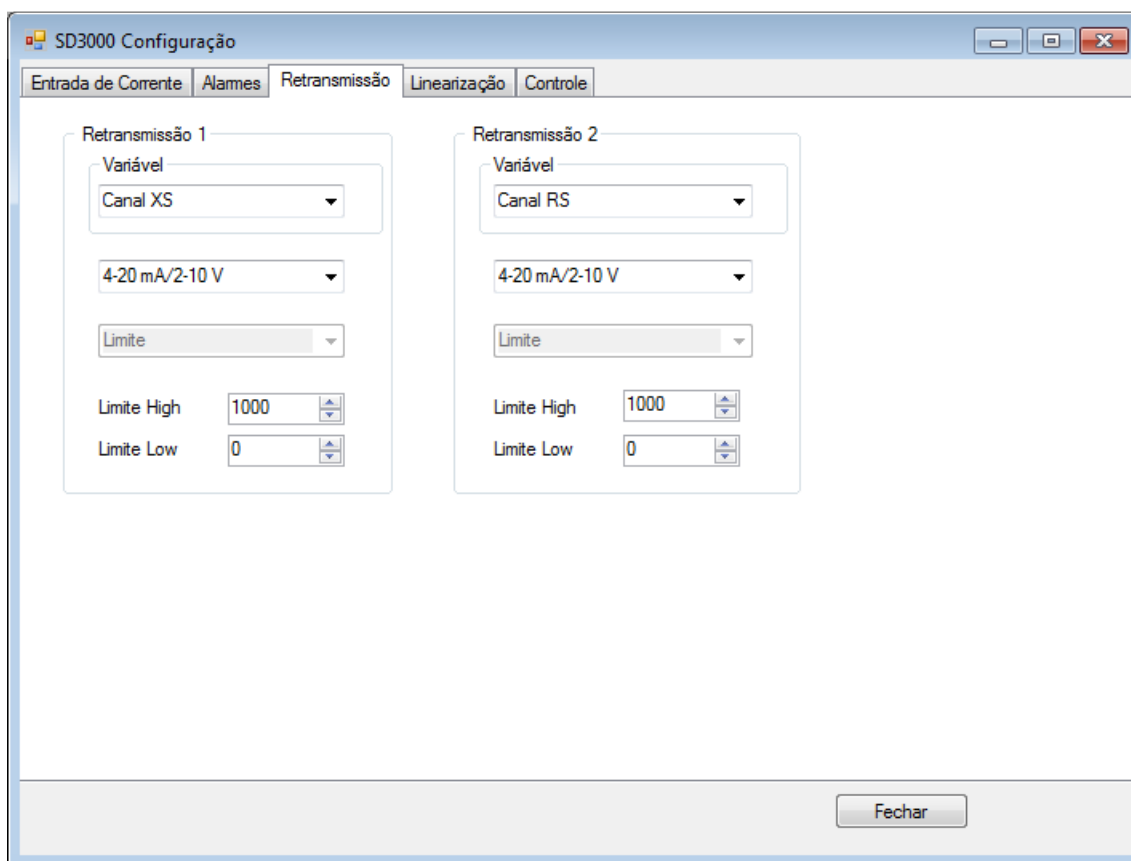 SD3000 Configuração
Entrada de Corrente Alarmes Retransmissão Linearização Controle
Retransmissão 1
Variável
Canal XS
4-20 mA/2-10 V
Limite
Limite High 1000
Limite Low 0
Retransmissão 2
Variável
Canal RS
4-20 mA/2-10 V
Limite
Limite High 1000
Limite Low 0
Fechar